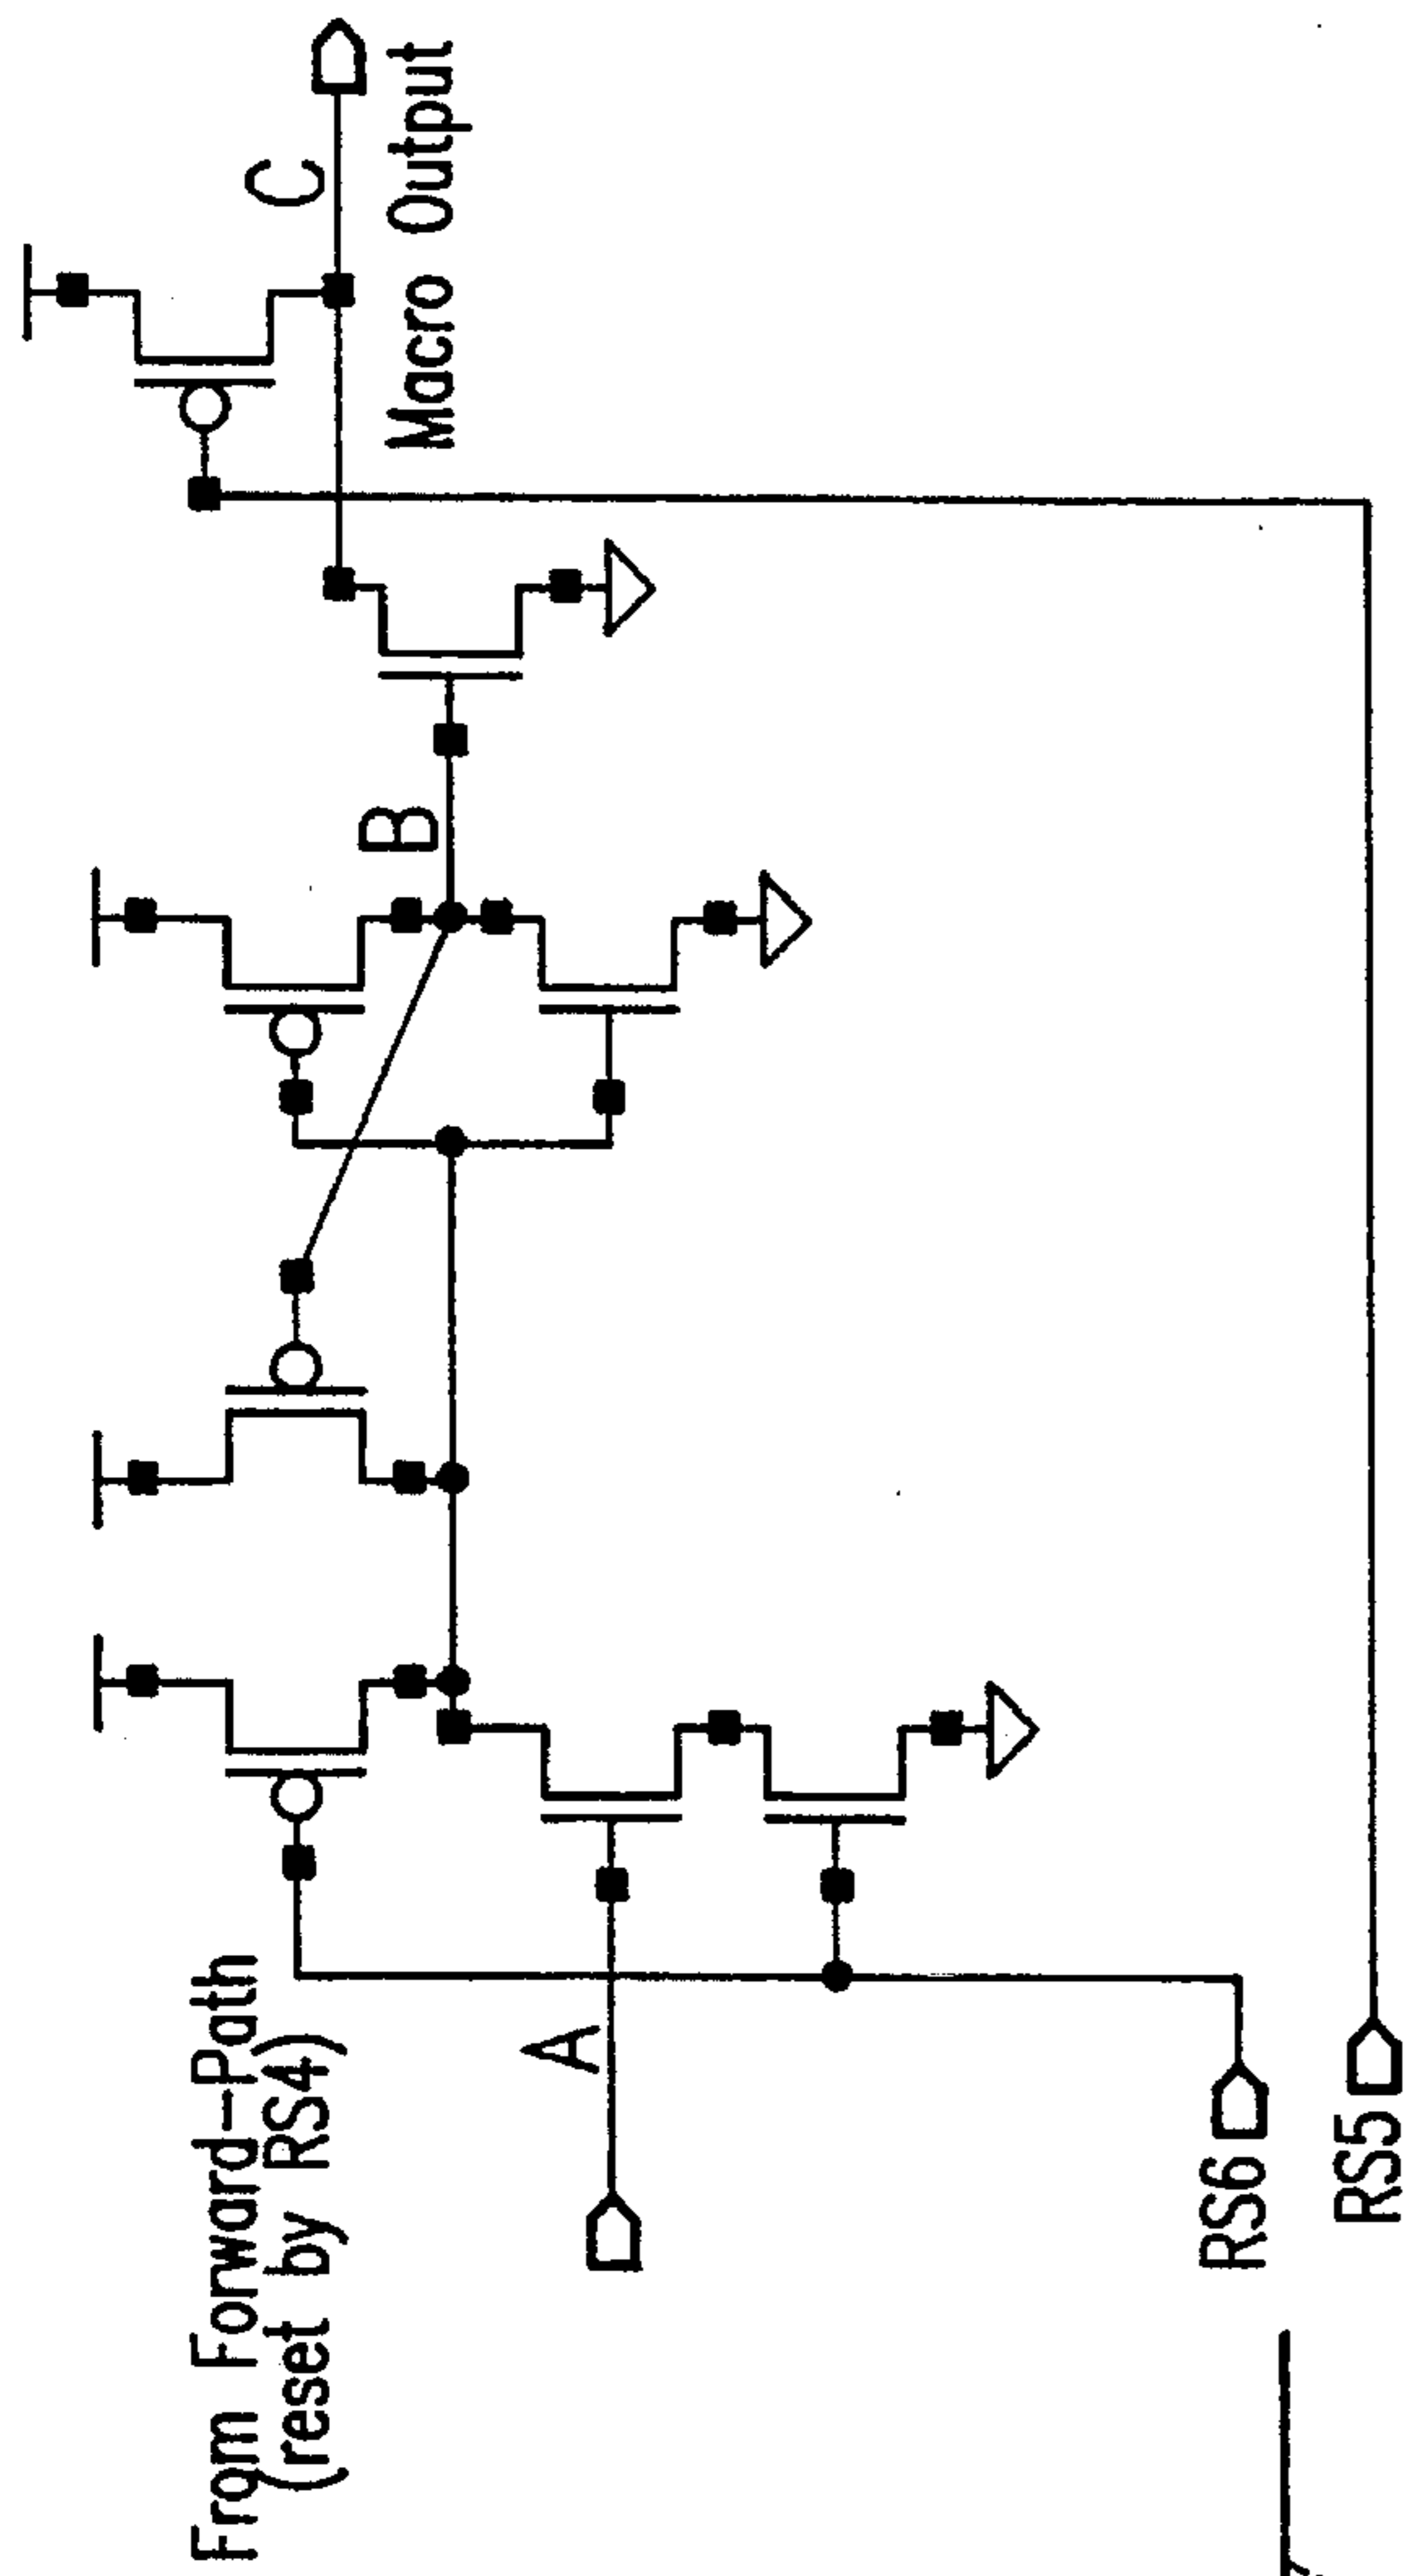 From Forward-Path
(reset by RS4)
A
B
C
Macro Output
RS6
RS5